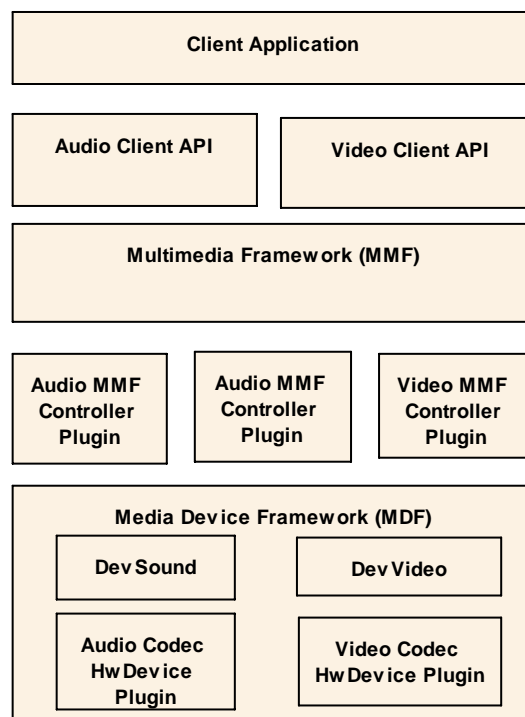 Client Application
Audio Client API
Video Client API
Multimedia Framework (MMF)
Audio MMF
Controller
Plugin
Audio MMF
Controller
Plugin
Video MMF
Controller
Plugin
Media Device Framework (MDF)
DevSound
DevVideo
Audio Codec
HwDevice
Plugin
Video Codec
HwDevice Plugin